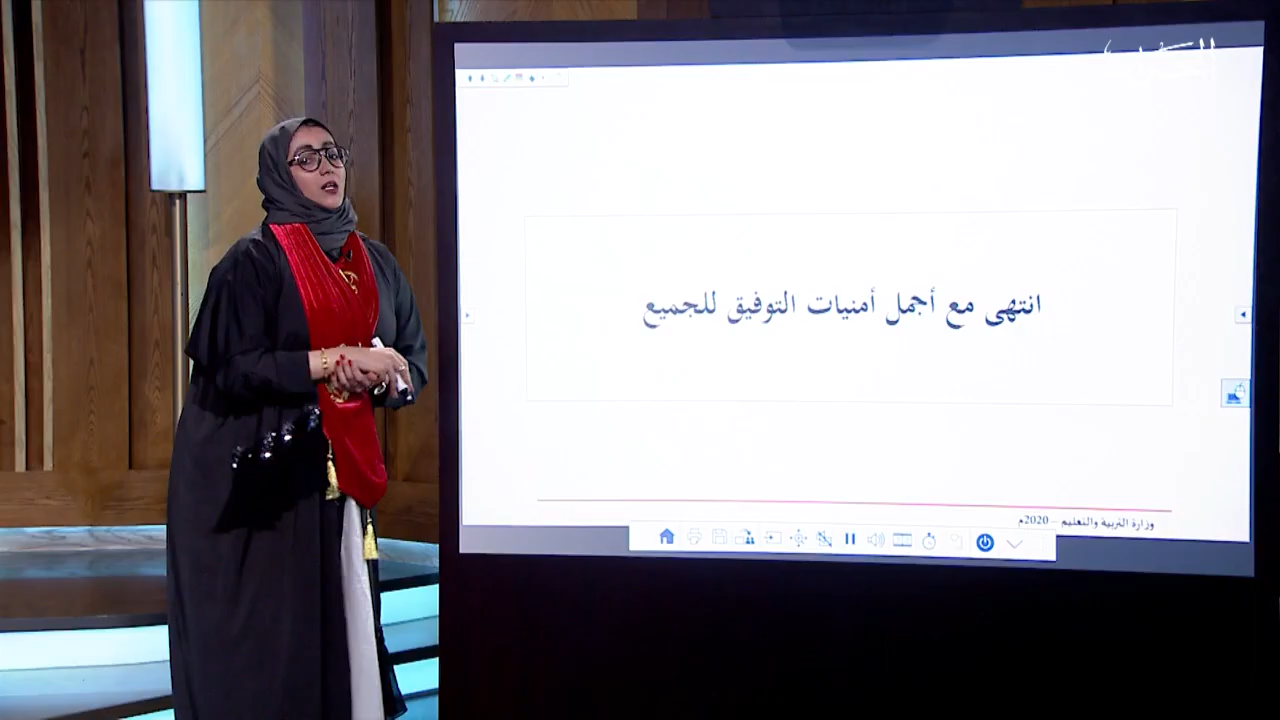 انتهى مع أجمل أمنيات التوفيق للجميع
وزارة التربية والتعليم – 2020م